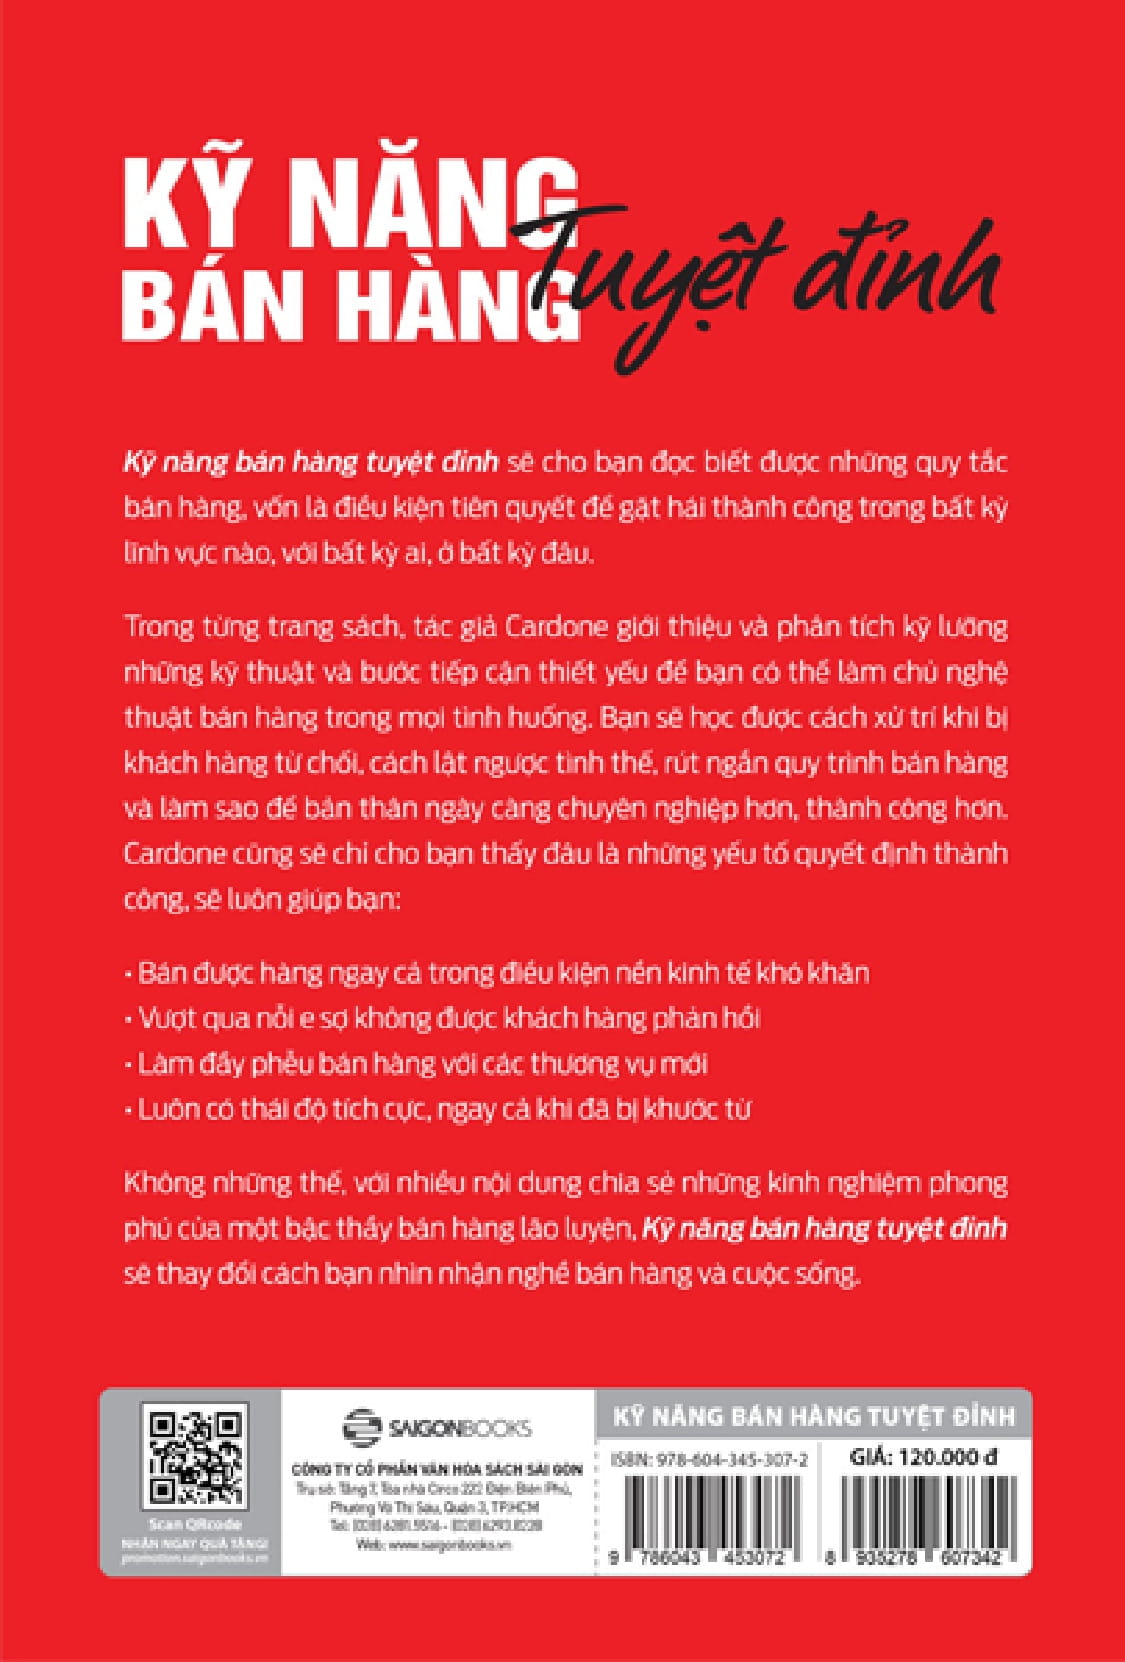 KỸ NĂNG
BÁN HÀNG
Tuyệt đỉnh
Kỹ năng bán hàng tuyệt đỉnh sẽ cho bạn đọc biết được những quy tắc
bán hàng, vốn là điều kiện tiên quyết để gặt hái thành công trong bất kỳ
lĩnh vực nào, với bất kỳ ai, ở bất kỳ đâu.
Trong từng trang sách, tác giả Cardone giới thiệu và phân tích kỹ lưỡng
những kỹ thuật và bước tiếp cận thiết yếu để bạn có thể làm chủ nghệ
thuật bán hàng trong mọi tình huống. Bạn sẽ học được cách xử trí khi bị
khách hàng từ chối, cách lật ngược tình thế, rút ngắn quy trình bán hàng
và làm sao để bản thân ngày càng chuyên nghiệp hơn, thành công hơn.
Cardone cũng sẽ chỉ cho bạn thấy đâu là những yếu tố quyết định thành
công, sẽ luôn giúp bạn:
• Bán được hàng ngay cả trong điều kiện nền kinh tế khó khăn
• Vượt qua nỗi e sợ không được khách hàng phản hồi
• Làm đầy phễu bán hàng với các thương vụ mới
• Luôn có thái độ tích cực, ngay cả khi đã bị khước từ
Không những thế, với nhiều nội dung chia sẻ những kinh nghiệm phong
phú của một bậc thầy bán hàng lão luyện, Kỹ năng bán hàng tuyệt đỉnh
sẽ thay đổi cách bạn nhìn nhận nghề bán hàng và cuộc sống.
Scan QRcode
NHẬN NGAY QUÀ TẶNG!
promotion.saigonbooks.vn
SAIGONBOOKS
CÔNG TY CỔ PHẦN VĂN HÓA SÁCH SÀI GÒN
Trụ sở: Tầng 7, Tòa nhà Circo 222 Điện Biên Phủ,
Phường Võ Thị Sáu, Quận 3, TP.HCM
Tel: (028) 6281.5516 - (028) 6293.8228
Web: www.saigonbooks.vn
KỸ NĂNG BÁN HÀNG TUYỆT ĐỈNH
ISBN: 978-604-345-307-2
GIÁ: 120.000 đ
9 786043 453072
8 935278 607342